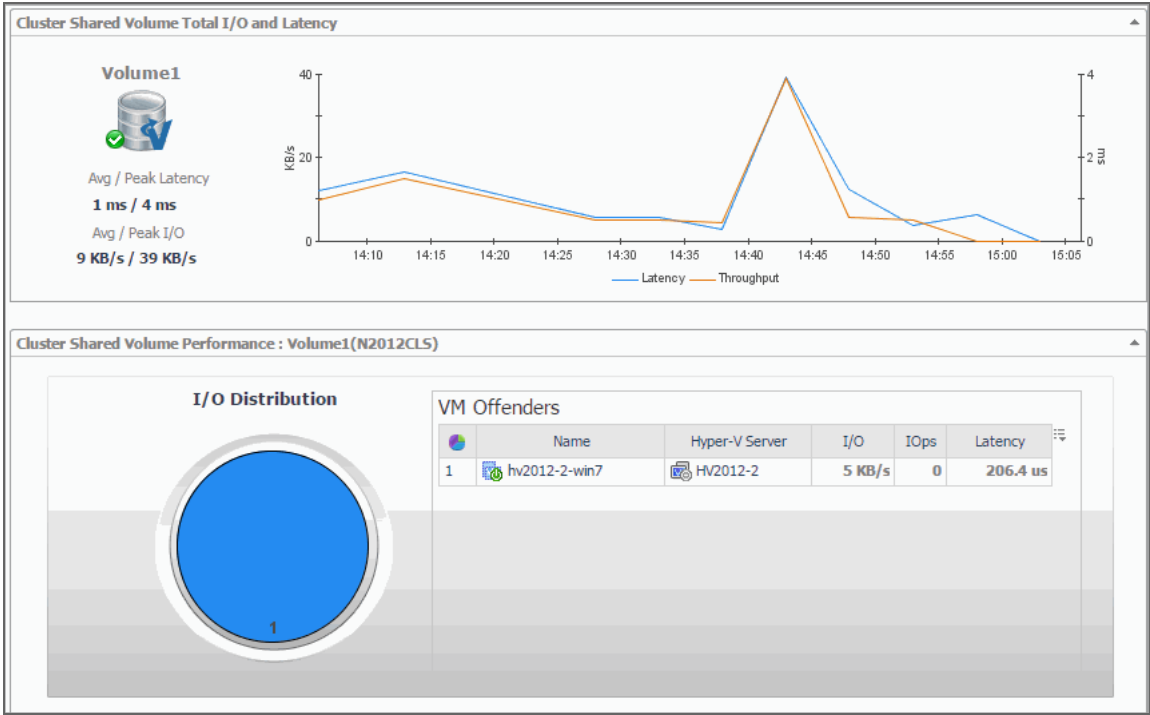 Cluster Shared Volume Total I/O and Latency
Volume1
Avg / Peak Latency
1 ms / 4 ms
Avg / Peak I/O
9 KB/s / 39 KB/s
40
20
0
KB/s
4
2
0
ms
14:10 14:15 14:20 14:25 14:30 14:35 14:40 14:45 14:50 14:55 15:00 15:05
Latency Throughput
Cluster Shared Volume Performance : Volume1(N2012CLS)
I/O Distribution
1
VM Offenders
Name Hyper-V Server I/O IOps Latency
1 hv2012-2-win7 HV2012-2 5 KB/s 0 206.4 us